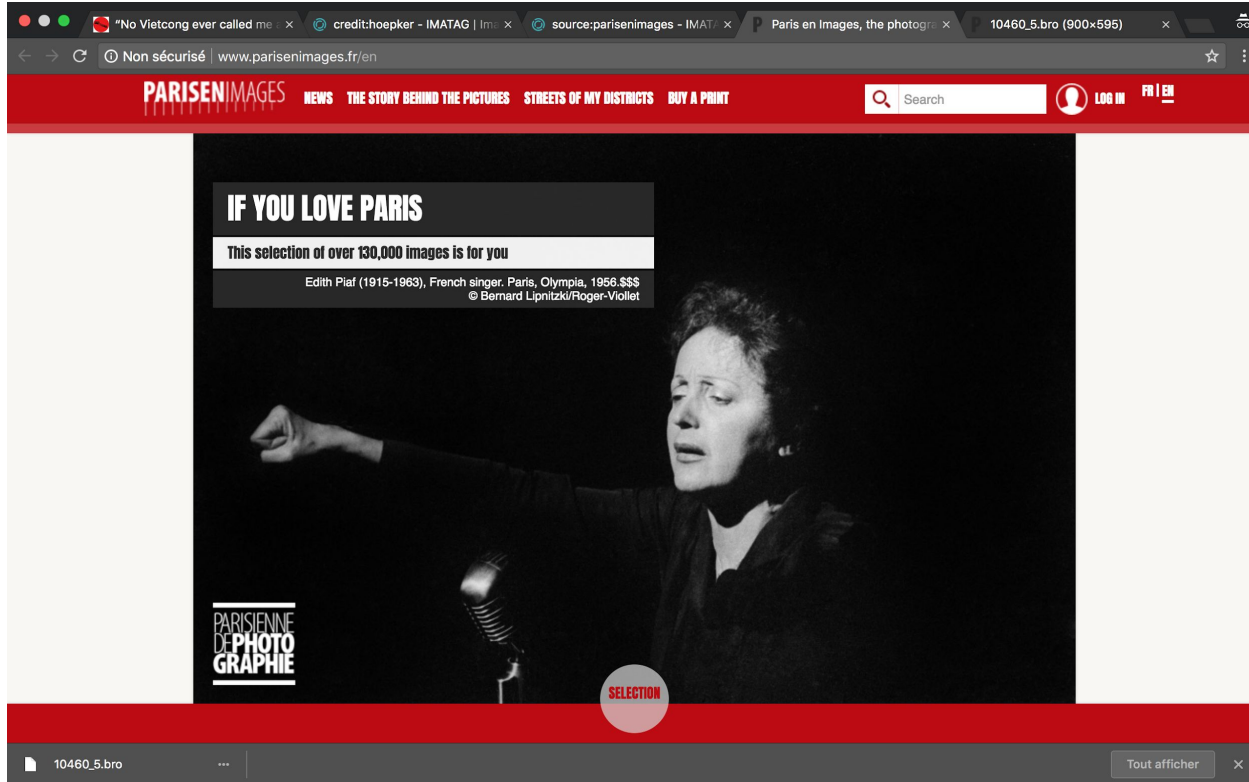 "No Vietcong ever called me
credit:hoepker - IMATAG | Im
source:parisenimages - IMAT
Paris en Images, the photogr
10460_5.bro (900×595)
Non sécurisé | www.parisenimages.fr/en
PARISENIMAGES
NEWS THE STORY BEHIND THE PICTURES STREETS OF MY DISTRICTS BUY A PRINT
Search
LOG IN
FR | EN
IF YOU LOVE PARIS
This selection of over 130,000 images is for you
Edith Piaf (1915-1963), French singer. Paris, Olympia, 1956.$$$
© Bernard Lipnitzki/Roger-Viollet
PARISIENNE
DEPHOTO
GRAPHIE
SELECTION
10460_5.bro
Tout afficher